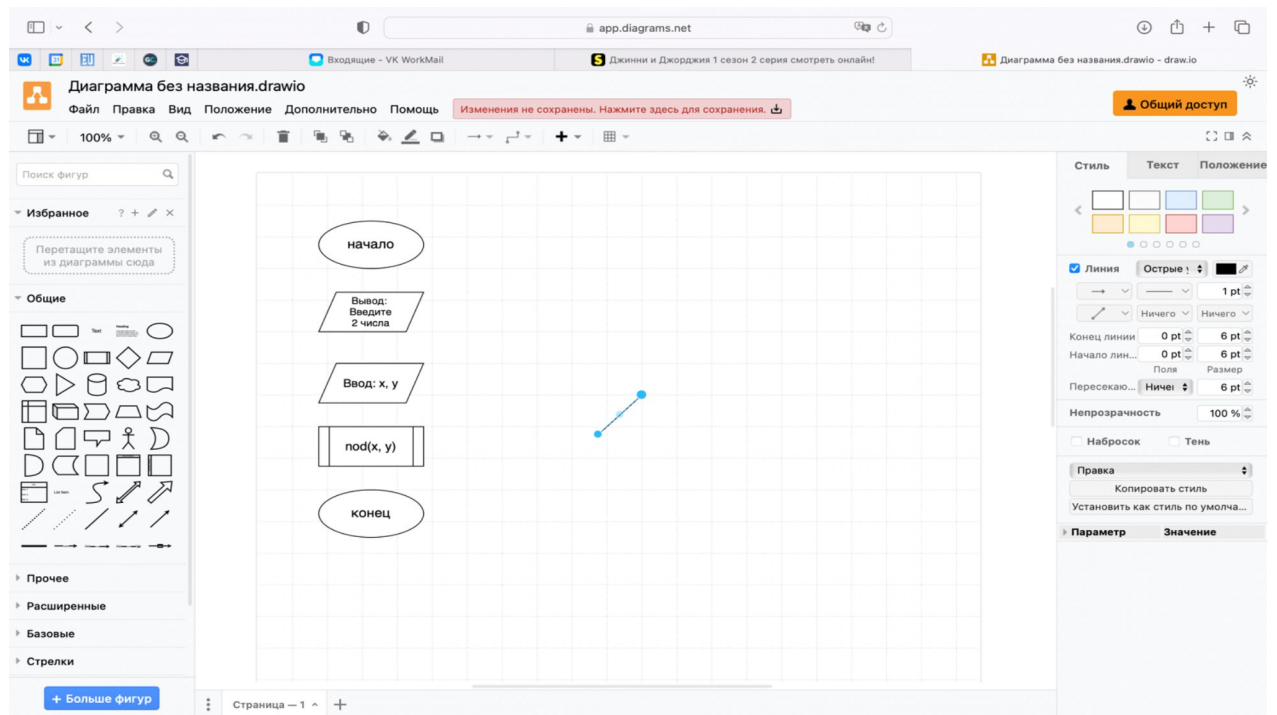 app.diagrams.net
Входящие – VK WorkMail
Джинни и Джорджия 1 сезон 2 серия смотреть онлайн!
Диаграмма без названия.drawio - draw.io
Диаграмма без названия.drawio
Файл Правка Вид Положение Дополнительно Помощь
Изменения не сохранены. Нажмите здесь для сохранения.
Общий доступ
100%
Поиск фигур
Избранное
Перетащите элементы
из диаграммы сюда
Общие
Text
Heading
List Item
Прочее
Расширенные
Базовые
Стрелки
+ Больше фигур
начало
Вывод:
Введите
2 числа
Ввод: x, y
nod(x, y)
конец
Страница — 1
Стиль Текст Положение
Линия Острые
1 pt
Ничего Ничего
Конец линии 0 pt 6 pt
Начало лин... 0 pt 6 pt
Поля Размер
Пересекаю... Ничег 6 pt
Непрозрачность 100 %
Набросок Тень
Правка
Копировать стиль
Установить как стиль по умолча...
Параметр Значение